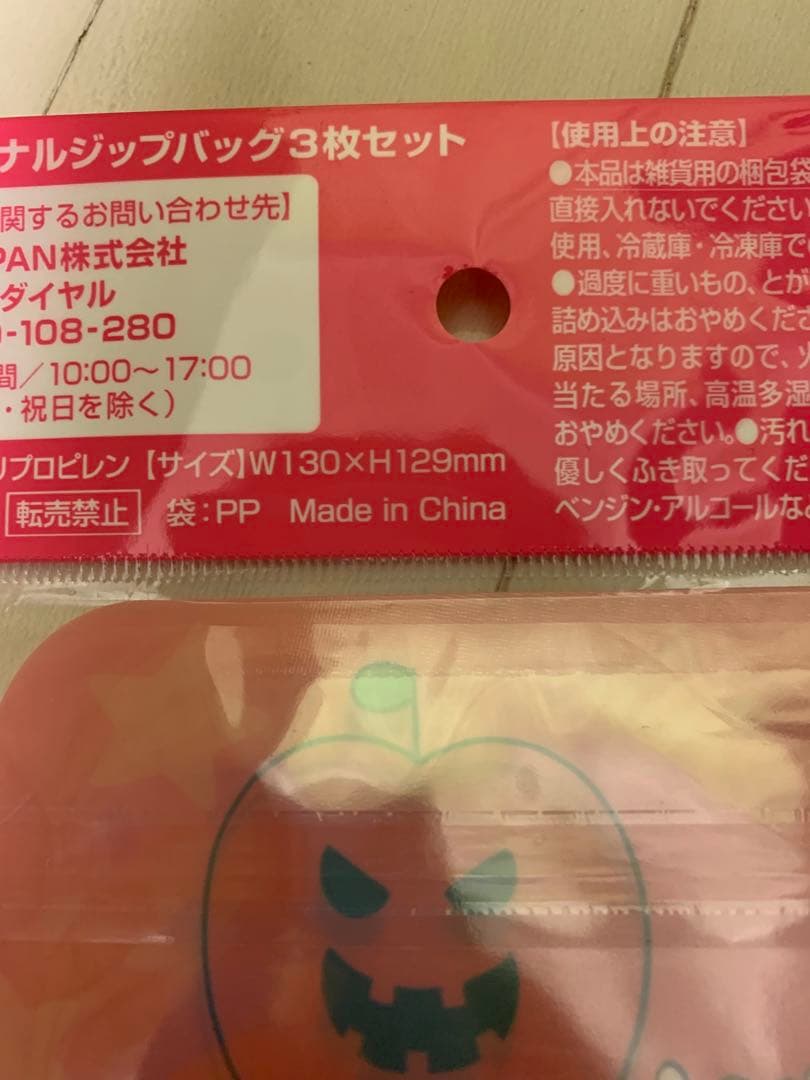 ナルジップバッグ3枚セット
関するお問い合わせ先】
PAN株式会社
ダイヤル
-108-280
間／10:00～17:00
・祝日を除く）
リプロピレン【サイズ】W130×H129mm
転売禁止 袋：PP Made in China
【使用上の注意】
●本品は雑貨用の梱包袋
直接入れないでください
使用、冷蔵庫・冷凍庫で
●過度に重いもの、とが
詰め込みはおやめくださ
原因となりますので、火
当たる場所、高温多湿
おやめください。●汚れ
優しくふき取ってくだ
ベンジン・アルコールな